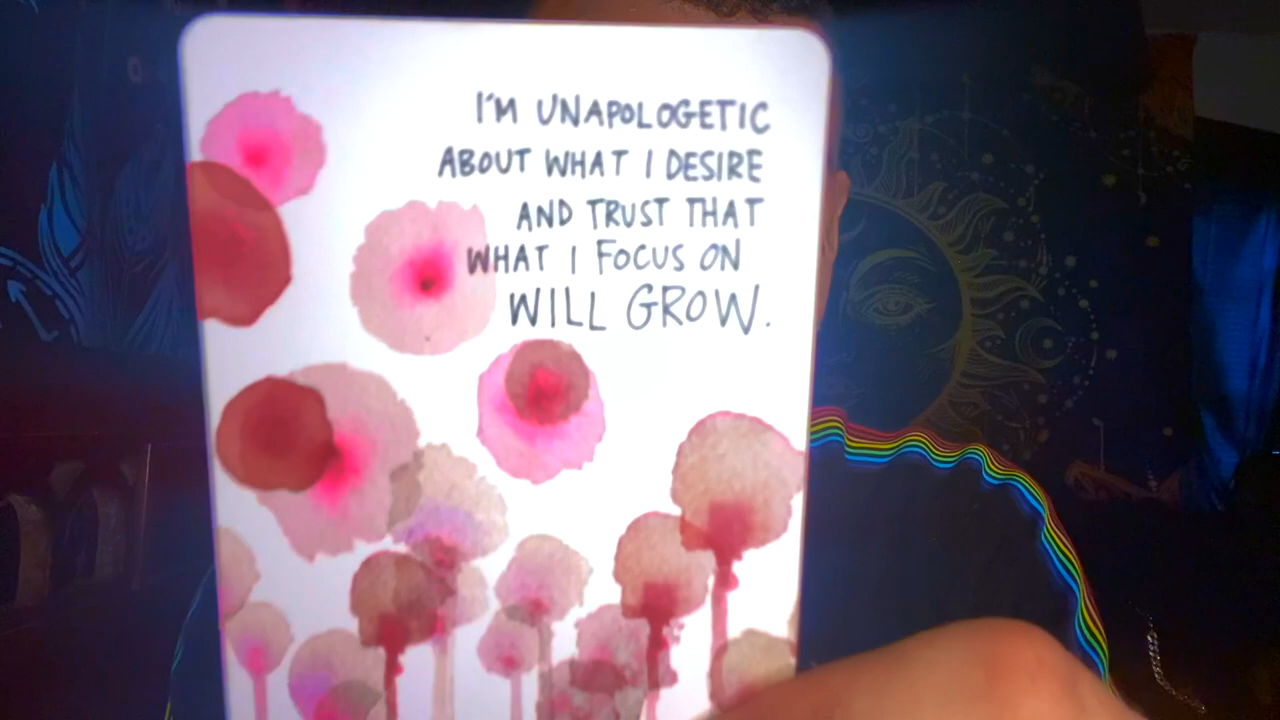 I'M UNAPOLOGETIC
ABOUT WHAT I DESIRE
AND TRUST THAT
WHAT I FOCUS ON
WILL GROW.